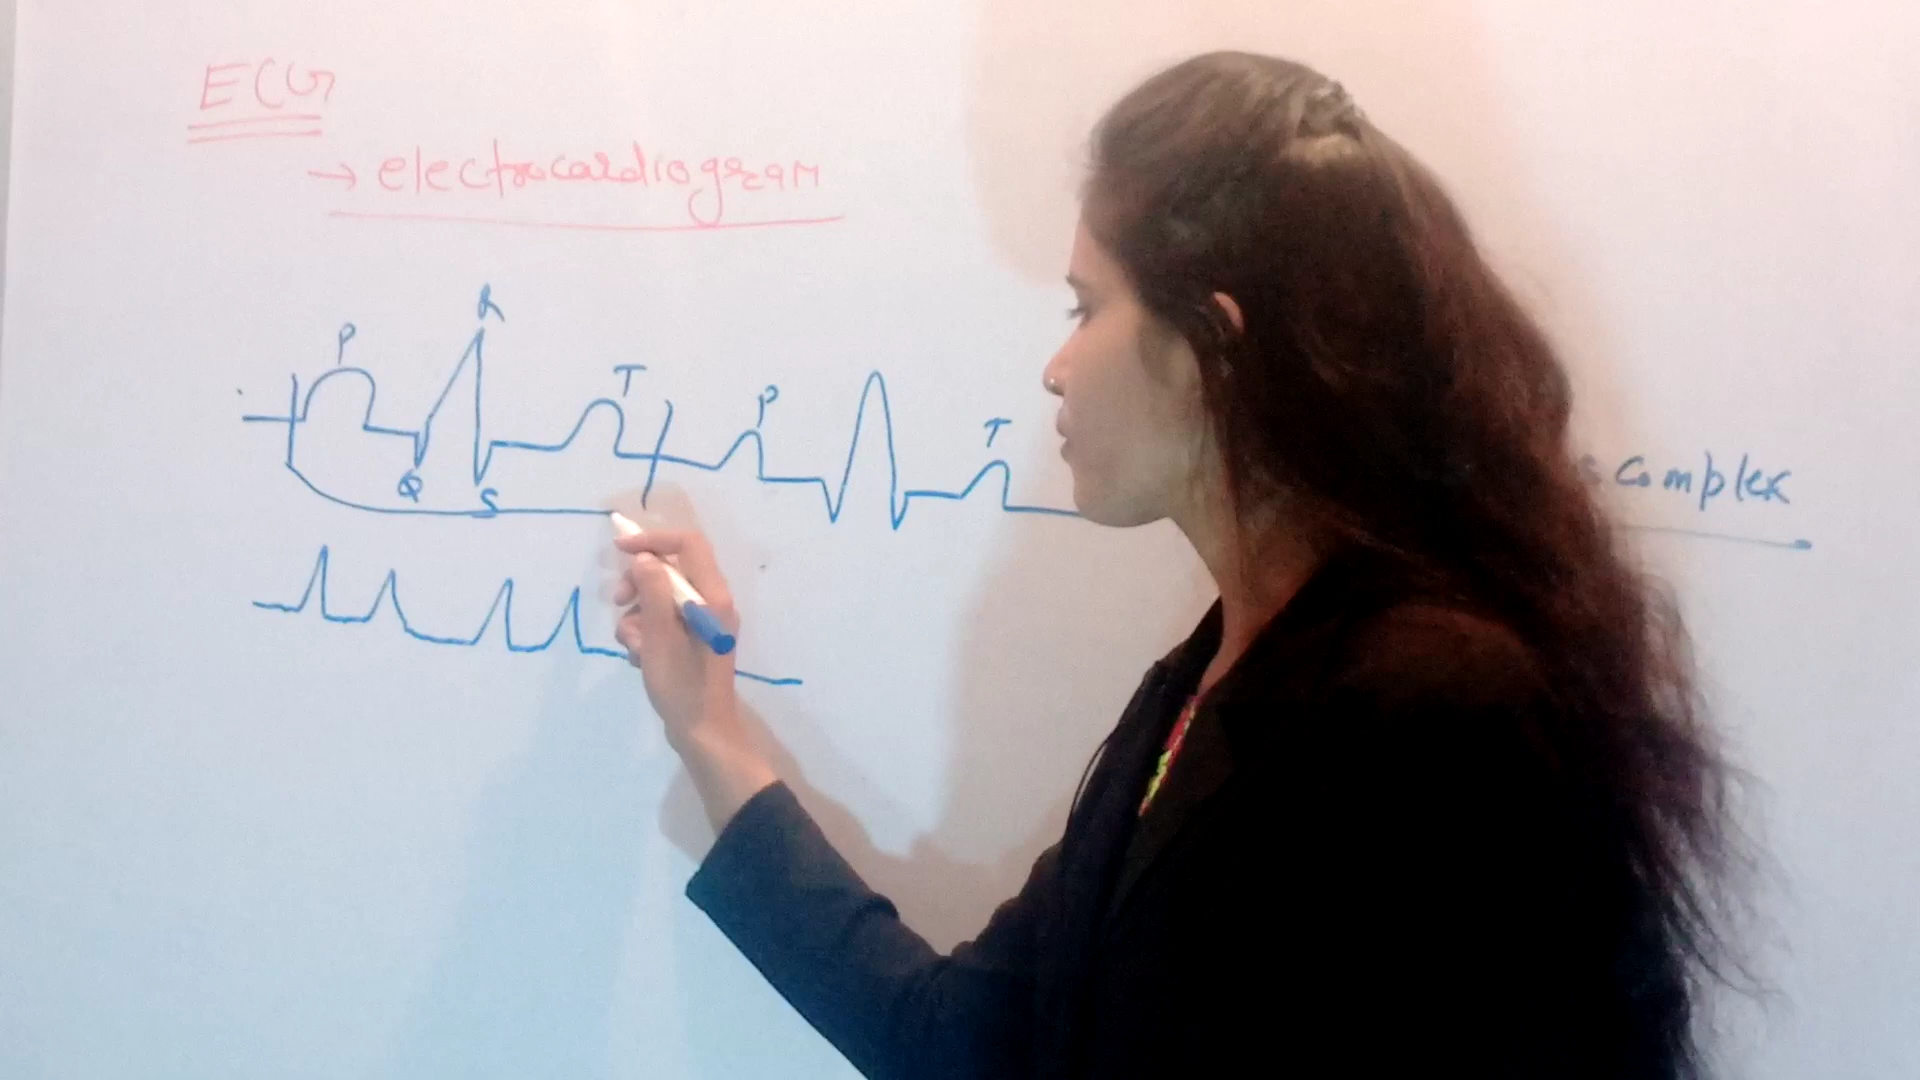 ECG
→ electrocardiogram
R
P
T
P
T
Q
S
s complex